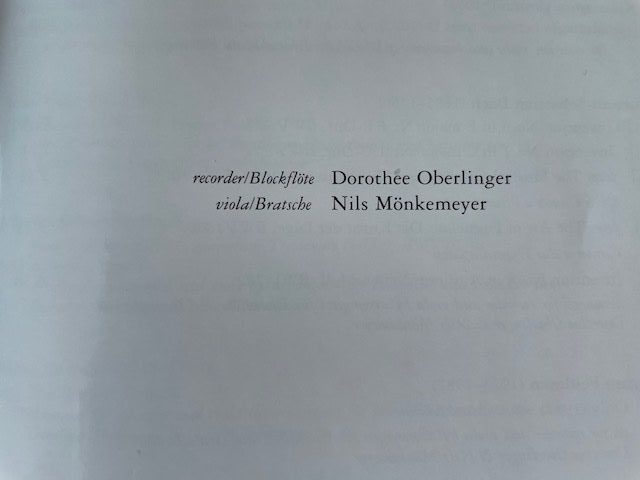 recorder/Blockflöte Dorothee Oberlinger
viola/Bratsche Nils Mönkemeyer